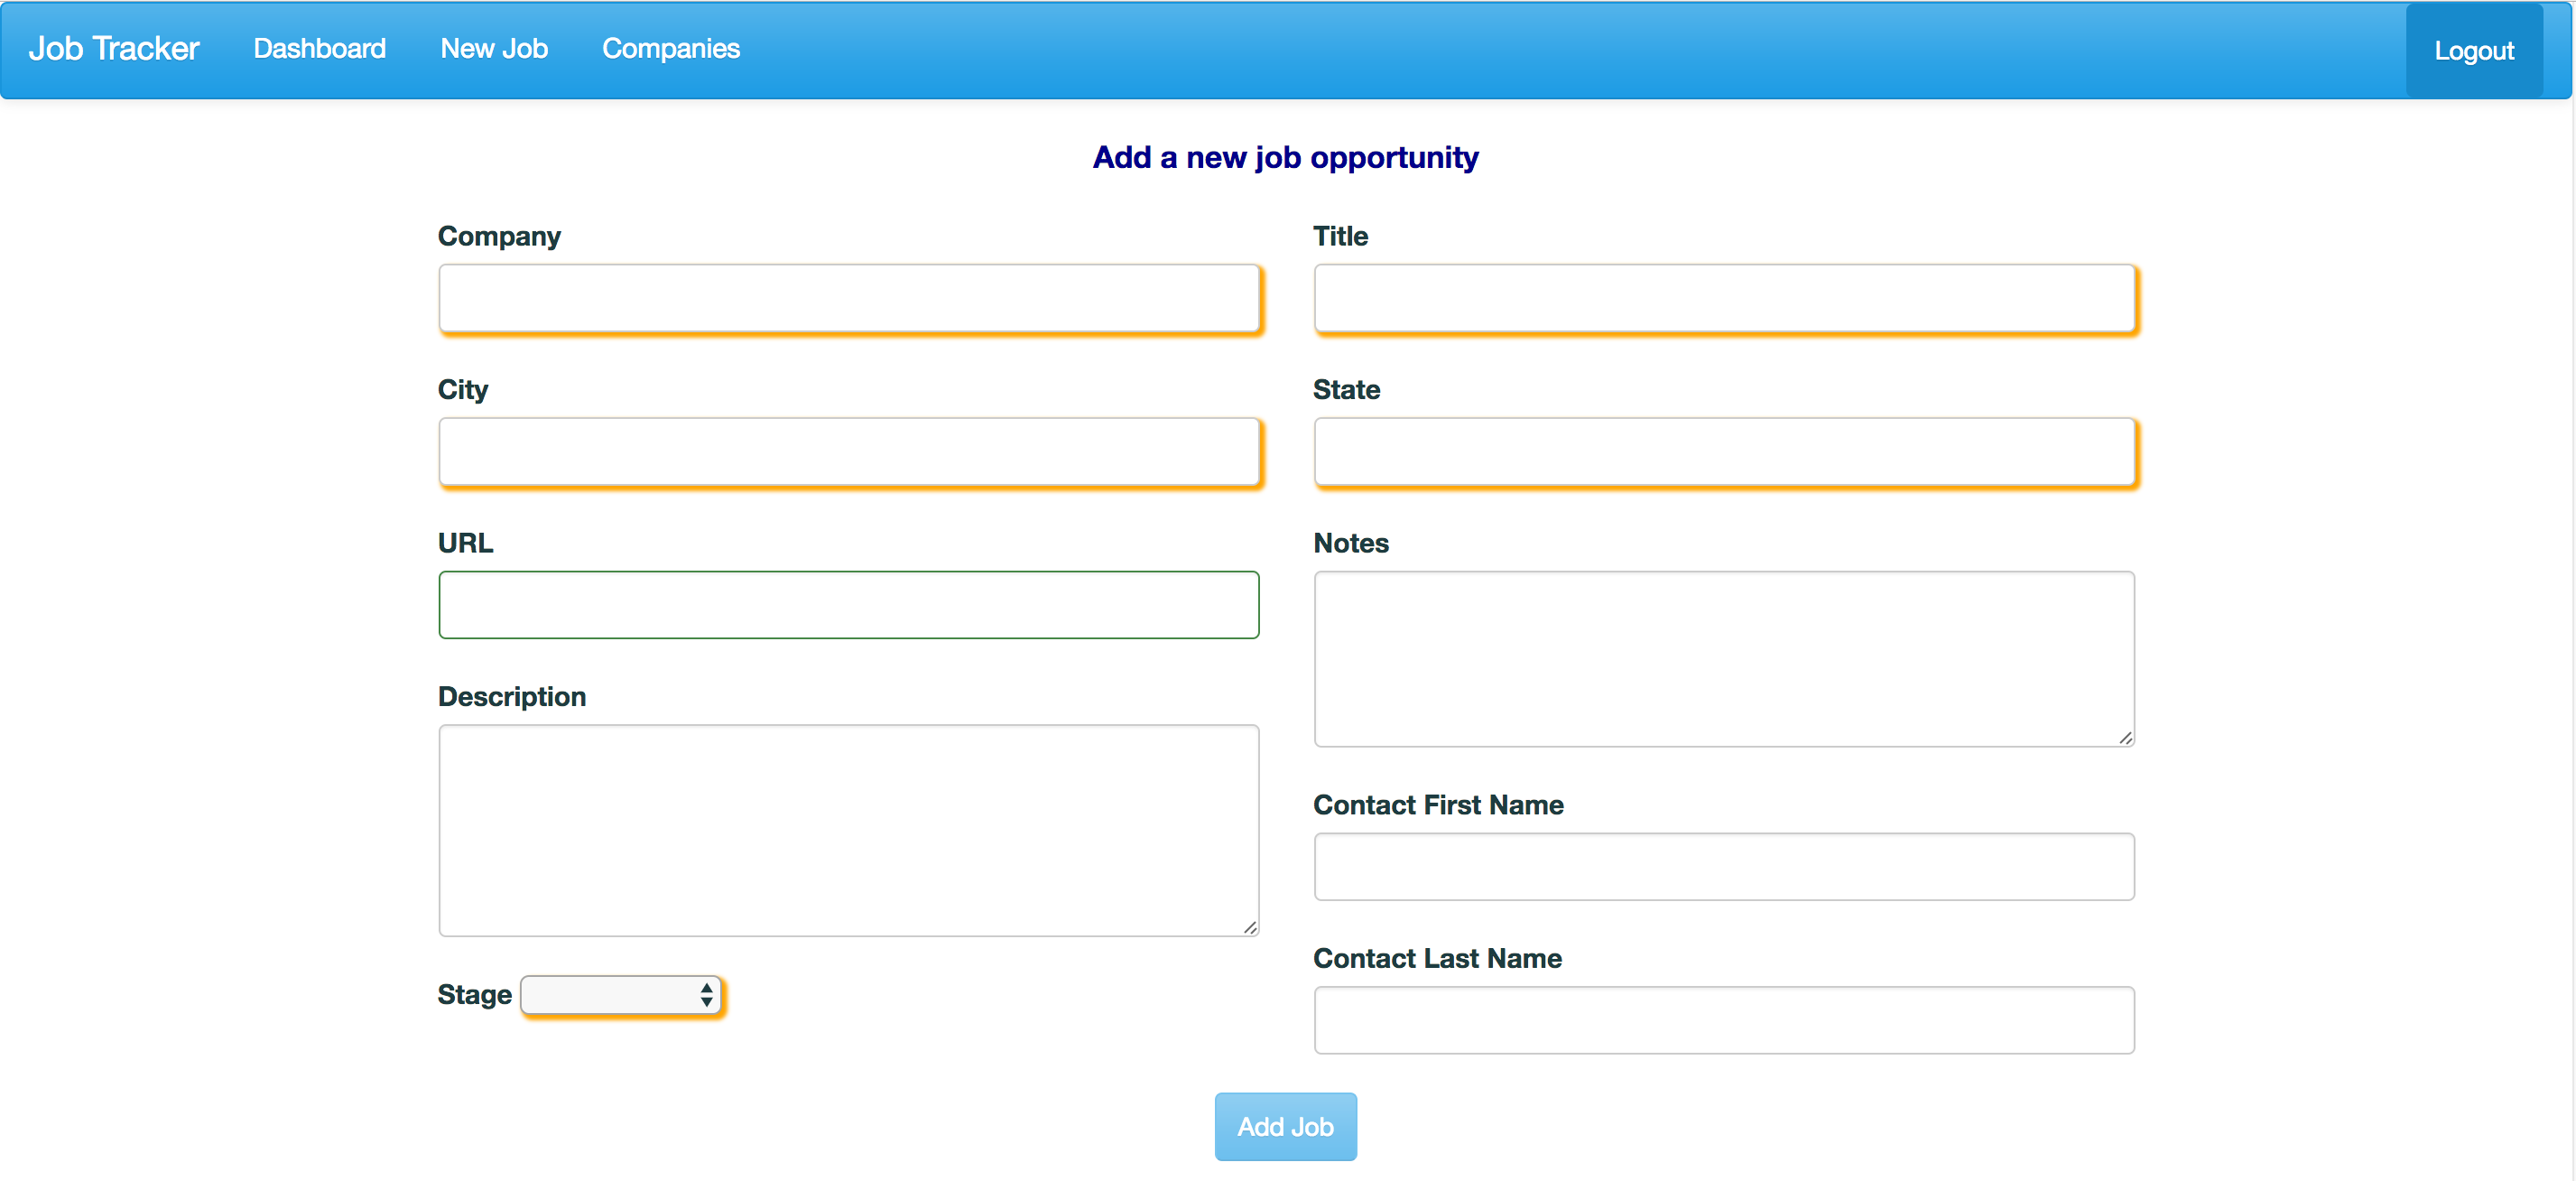 Job Tracker Dashboard New Job Companies Logout
Add a new job opportunity
Company
Title
City
State
URL
Notes
Description
Contact First Name
Contact Last Name
Stage
Add Job